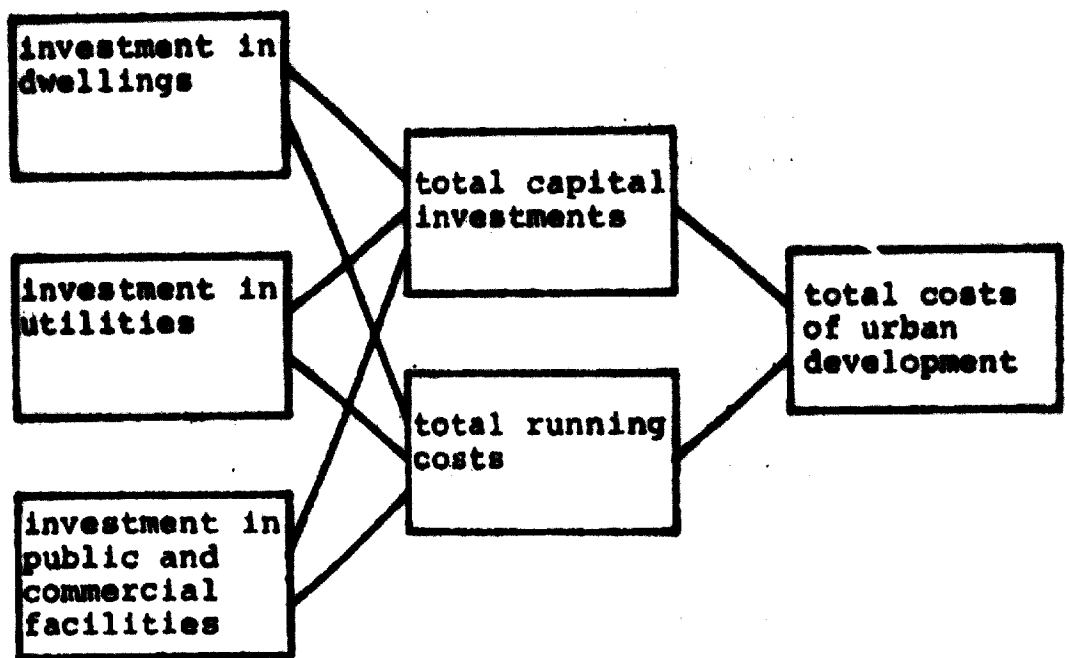 investment in
dwellings
investment in
utilities
investment in
public and
commercial
facilities
total capital
investments
total running
costs
total costs
of urban
development